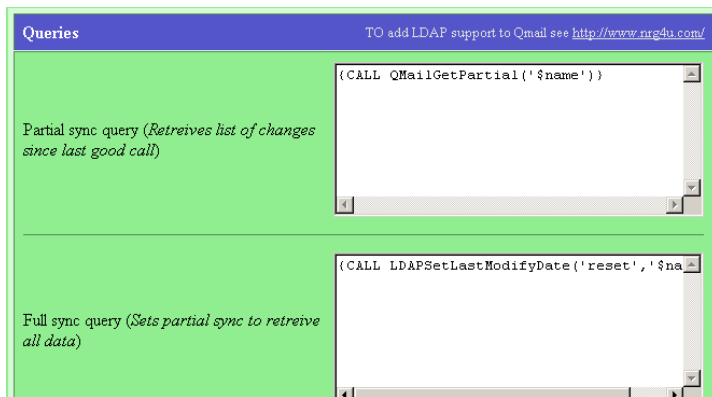 Queries TO add LDAP support to Qmail see http://www.nrg4u.com/
{CALL QMailGetPartial('$name')}
Partial sync query (Retreives list of changes
since last good call)
{CALL LDAPSetLastModifyDate('reset','$na
Full sync query (Sets partial sync to retreive
all data)